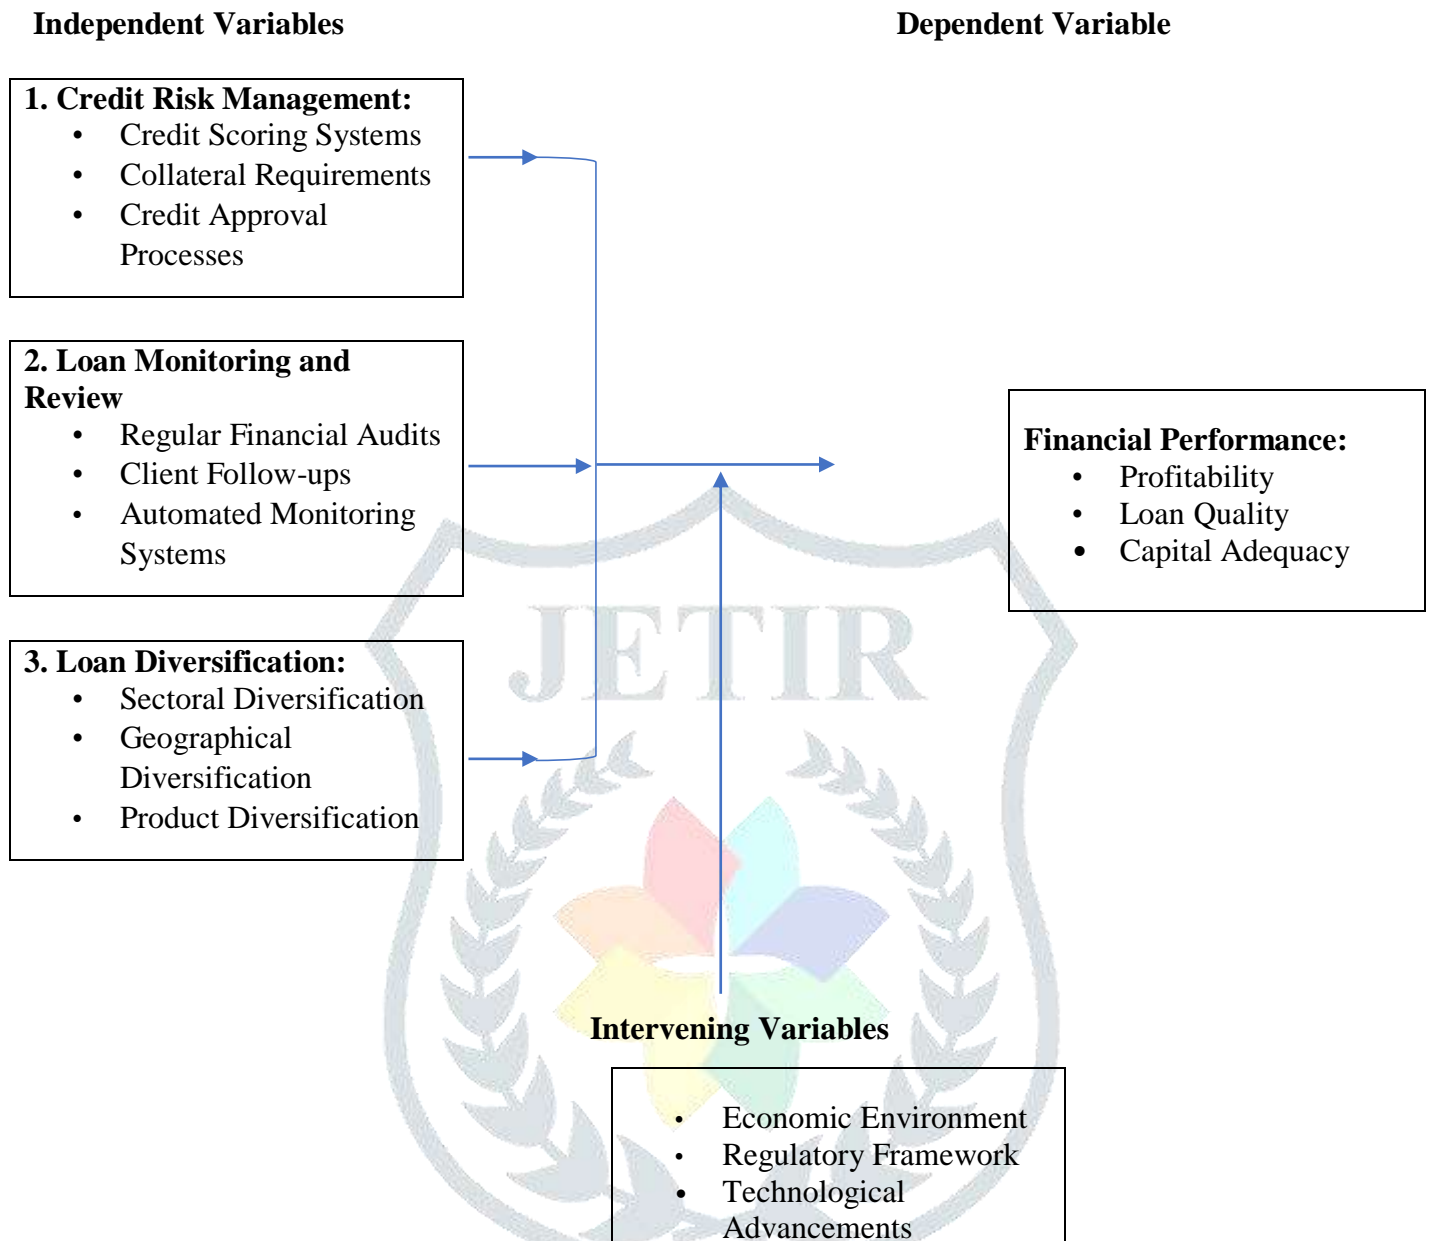 Independent Variables
Dependent Variable
1. Credit Risk Management:
• Credit Scoring Systems
• Collateral Requirements
• Credit Approval
Processes
2. Loan Monitoring and
Review
• Regular Financial Audits
• Client Follow-ups
• Automated Monitoring
Systems
3. Loan Diversification:
• Sectoral Diversification
• Geographical
Diversification
• Product Diversification
Financial Performance:
• Profitability
• Loan Quality
• Capital Adequacy
JETIR
Intervening Variables
• Economic Environment
• Regulatory Framework
• Technological
Advancements